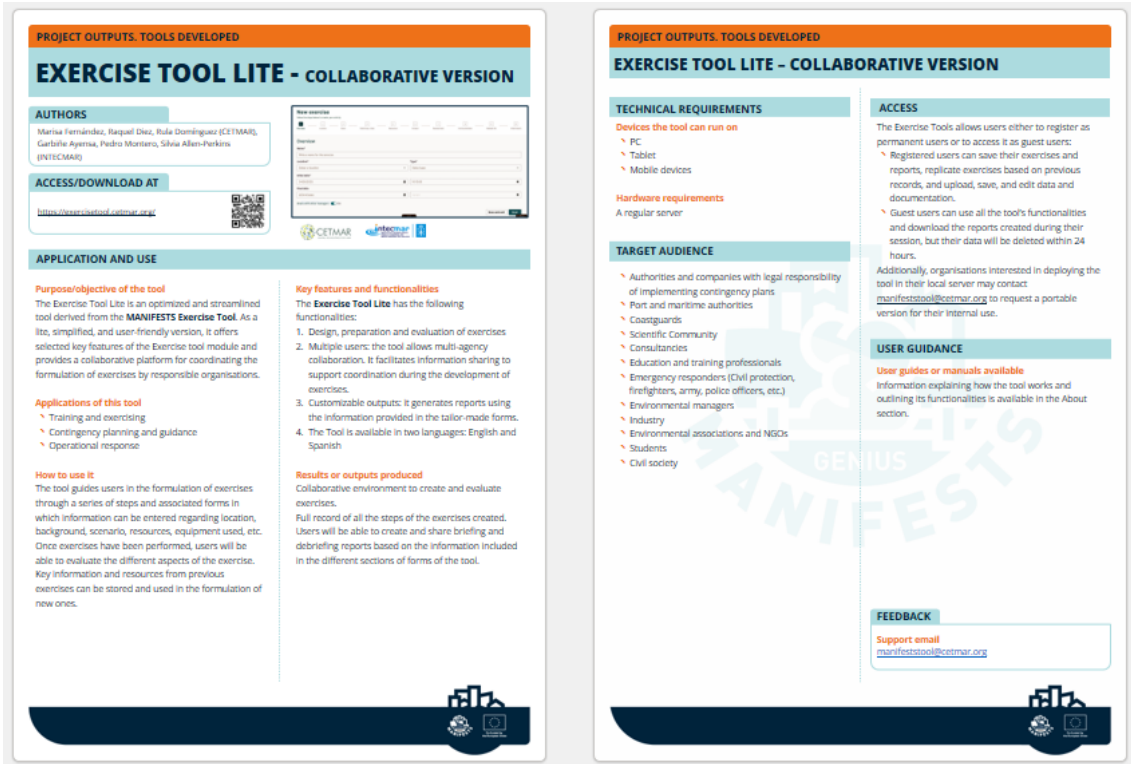 PROJECT OUTPUTS. TOOLS DEVELOPED
EXERCISE TOOL LITE - COLLABORATIVE VERSION
AUTHORS
Marisa Fernández, Raquel Diez, Rula Domínguez (CETMAR),
Garbiñe Ayensa, Pedro Montero, Silvia Allen-Perkins
(INTECMAR)
ACCESS/DOWNLOAD AT
https://exercisetool.cetmar.org/
New exercise
Overview
CETMAR
intecmar
APPLICATION AND USE
Purpose/objective of the tool
The Exercise Tool Lite is an optimized and streamlined
tool derived from the MANIFESTS Exercise Tool. As a
lite, simplified, and user-friendly version, it offers
selected key features of the Exercise tool module and
provides a collaborative platform for coordinating the
formulation of exercises by responsible organisations.
Applications of this tool
Training and exercising
Contingency planning and guidance
Operational response
How to use it
The tool guides users in the formulation of exercises
through a series of steps and associated forms in
which information can be entered regarding location,
background, scenario, resources, equipment used, etc.
Once exercises have been performed, users will be
able to evaluate the different aspects of the exercise.
Key information and resources from previous
exercises can be stored and used in the formulation of
new ones.
Key features and functionalities
The Exercise Tool Lite has the following
functionalities:
1. Design, preparation and evaluation of exercises
2. Multiple users: the tool allows multi-agency
collaboration. It facilitates information sharing to
support coordination during the development of
exercises.
3. Customizable outputs: it generates reports using
the information provided in the tailor-made forms.
4. The Tool is available in two languages: English and
Spanish
Results or outputs produced
Collaborative environment to create and evaluate
exercises.
Full record of all the steps of the exercises created.
Users will be able to create and share briefing and
debriefing reports based on the information included
in the different sections of forms of the tool.
MANIFESTS
PROJECT OUTPUTS. TOOLS DEVELOPED
EXERCISE TOOL LITE – COLLABORATIVE VERSION
TECHNICAL REQUIREMENTS
Devices the tool can run on
PC
Tablet
Mobile devices
Hardware requirements
A regular server
TARGET AUDIENCE
Authorities and companies with legal responsibility
of implementing contingency plans
Port and maritime authorities
Coastguards
Scientific Community
Consultancies
Education and training professionals
Emergency responders (Civil protection,
firefighters, army, police officers, etc.)
Environmental managers
Industry
Environmental associations and NGOs
Students
Civil society
ACCESS
The Exercise Tools allows users either to register as
permanent users or to access it as guest users:
Registered users can save their exercises and
reports, replicate exercises based on previous
records, and upload, save, and edit data and
documentation.
Guest users can use all the tool's functionalities
and download the reports created during their
session, but their data will be deleted within 24
hours.
Additionally, organisations interested in deploying the
tool in their local server may contact
manifeststool@cetmar.org to request a portable
version for their internal use.
USER GUIDANCE
User guides or manuals available
Information explaining how the tool works and
outlining its functionalities is available in the About
section.
GENIUS
MANIFESTS
FEEDBACK
Support email
manifeststool@cetmar.org
MANIFESTS